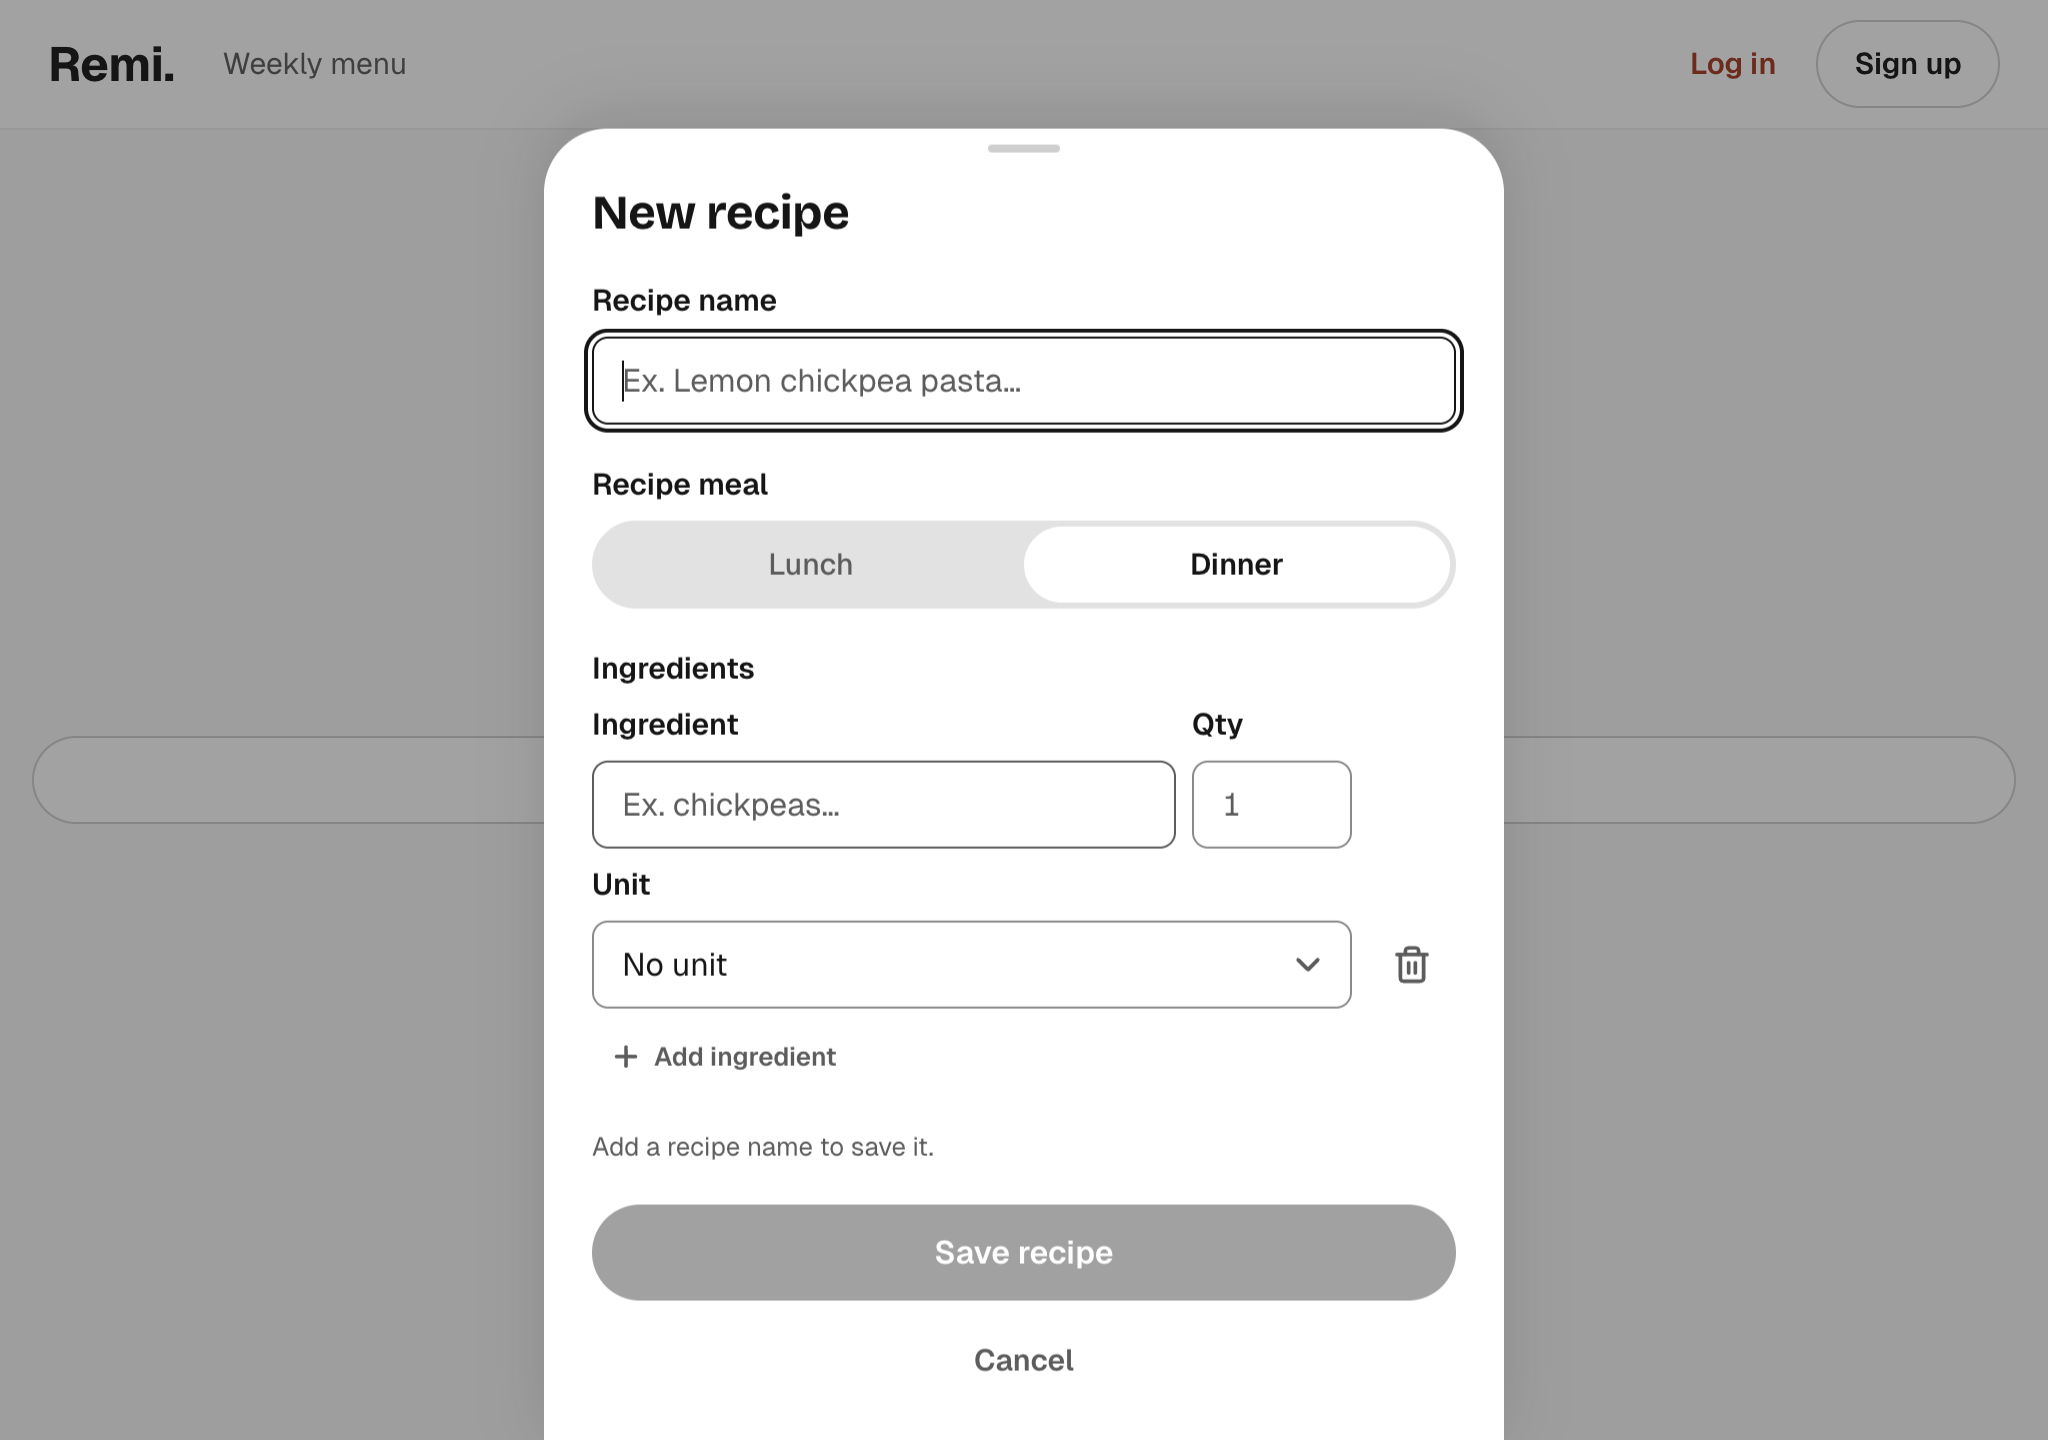 Remi.
Weekly menu
Log in
Sign up
New recipe
Recipe name
Ex. Lemon chickpea pasta...
Recipe meal
Lunch
Dinner
Ingredients
Ingredient
Qty
Ex. chickpeas...
1
Unit
No unit
Add ingredient
Add a recipe name to save it.
Save recipe
Cancel